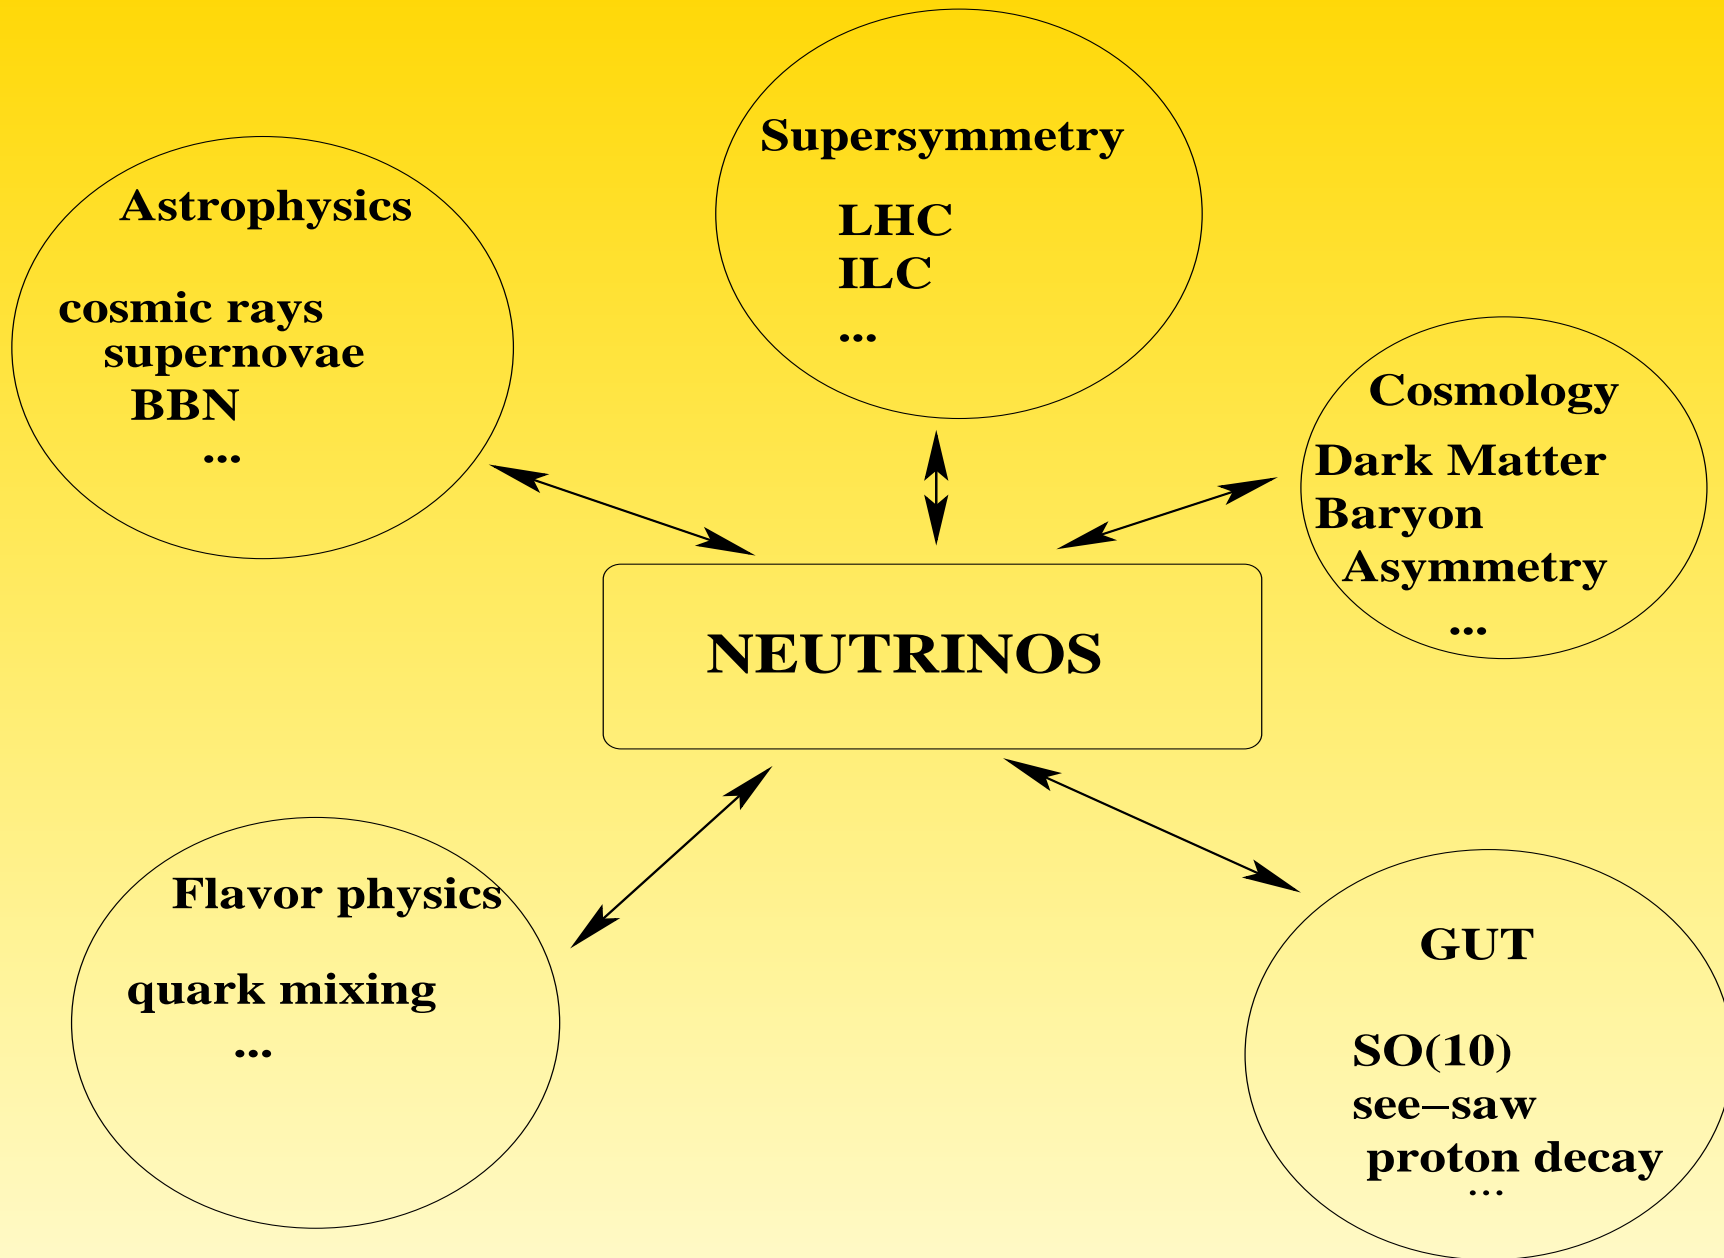 Supersymmetry
LHC
ILC
...
Astrophysics
cosmic rays
supernovae
BBN
...
Cosmology
Dark Matter
Baryon
Asymmetry
...
NEUTRINOS
Flavor physics
quark mixing
...
GUT
SO(10)
see−saw
proton decay
...